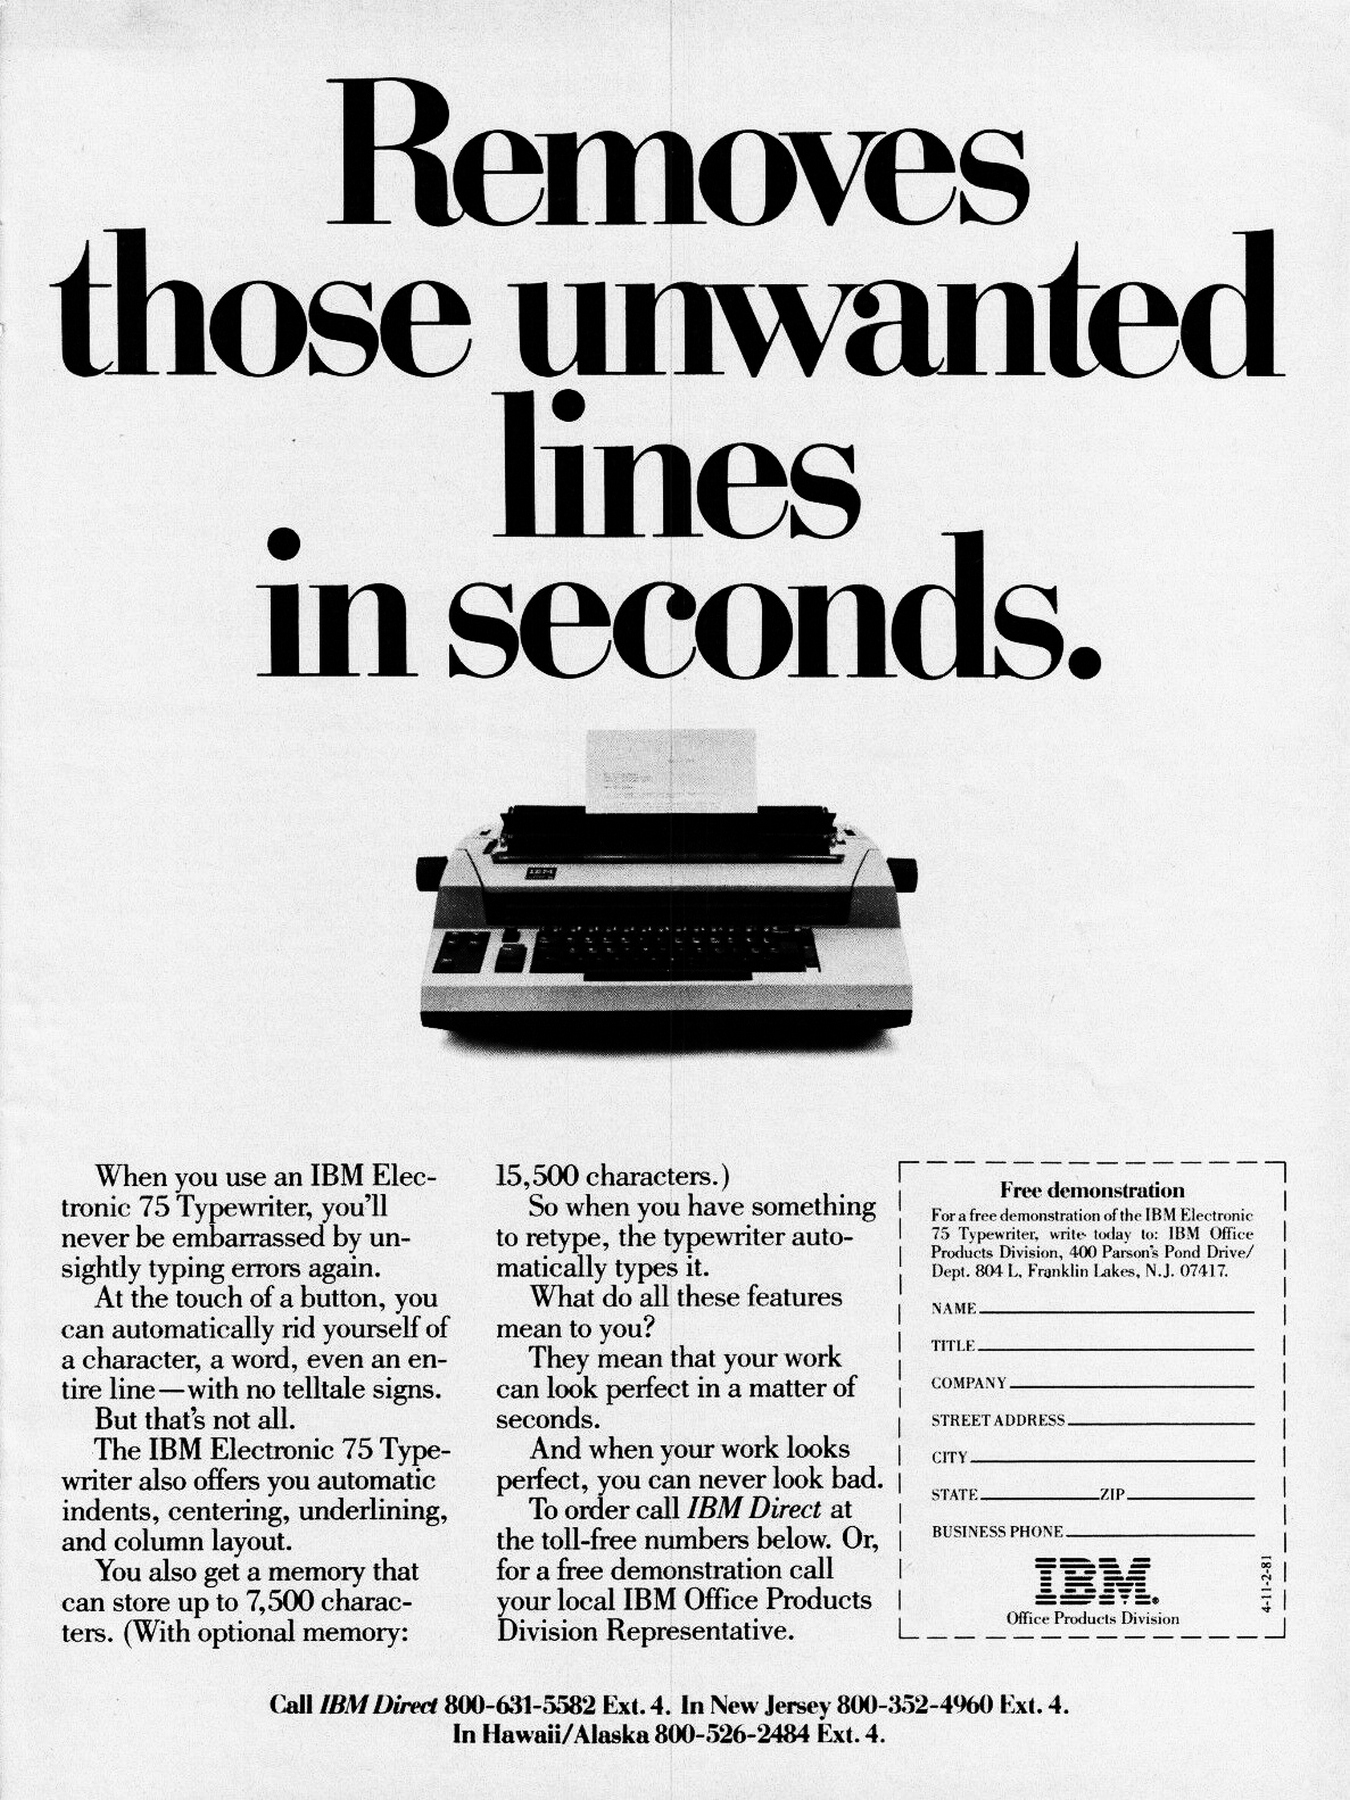 Removes
those unwanted
lines
in seconds.
IBM
When you use an IBM Elec-
tronic 75 Typewriter, you'll
never be embarrassed by un-
sightly typing errors again.
At the touch of a button, you
can automatically rid yourself of
a character, a word, even an en-
tire line—with no telltale signs.
But that's not all.
The IBM Electronic 75 Type-
writer also offers you automatic
indents, centering, underlining,
and column layout.
You also get a memory that
can store up to 7,500 charac-
ters. (With optional memory:
15,500 characters.)
So when you have something
to retype, the typewriter auto-
matically types it.
What do all these features
mean to you?
They mean that your work
can look perfect in a matter of
seconds.
And when your work looks
perfect, you can never look bad.
To order call IBM Direct at
the toll-free numbers below. Or,
for a free demonstration call
your local IBM Office Products
Division Representative.
Free demonstration
For a free demonstration of the IBM Electronic
75 Typewriter, write today to: IBM Office
Products Division, 400 Parson's Pond Drive/
Dept. 804 L, Franklin Lakes, N.J. 07417.
NAME
TITLE
COMPANY
STREET ADDRESS
CITY
STATE ZIP
BUSINESS PHONE
IBM®
Office Products Division
4-11-2-81
Call IBM Direct 800-631-5582 Ext. 4. In New Jersey 800-352-4960 Ext. 4.
In Hawaii/Alaska 800-526-2484 Ext. 4.